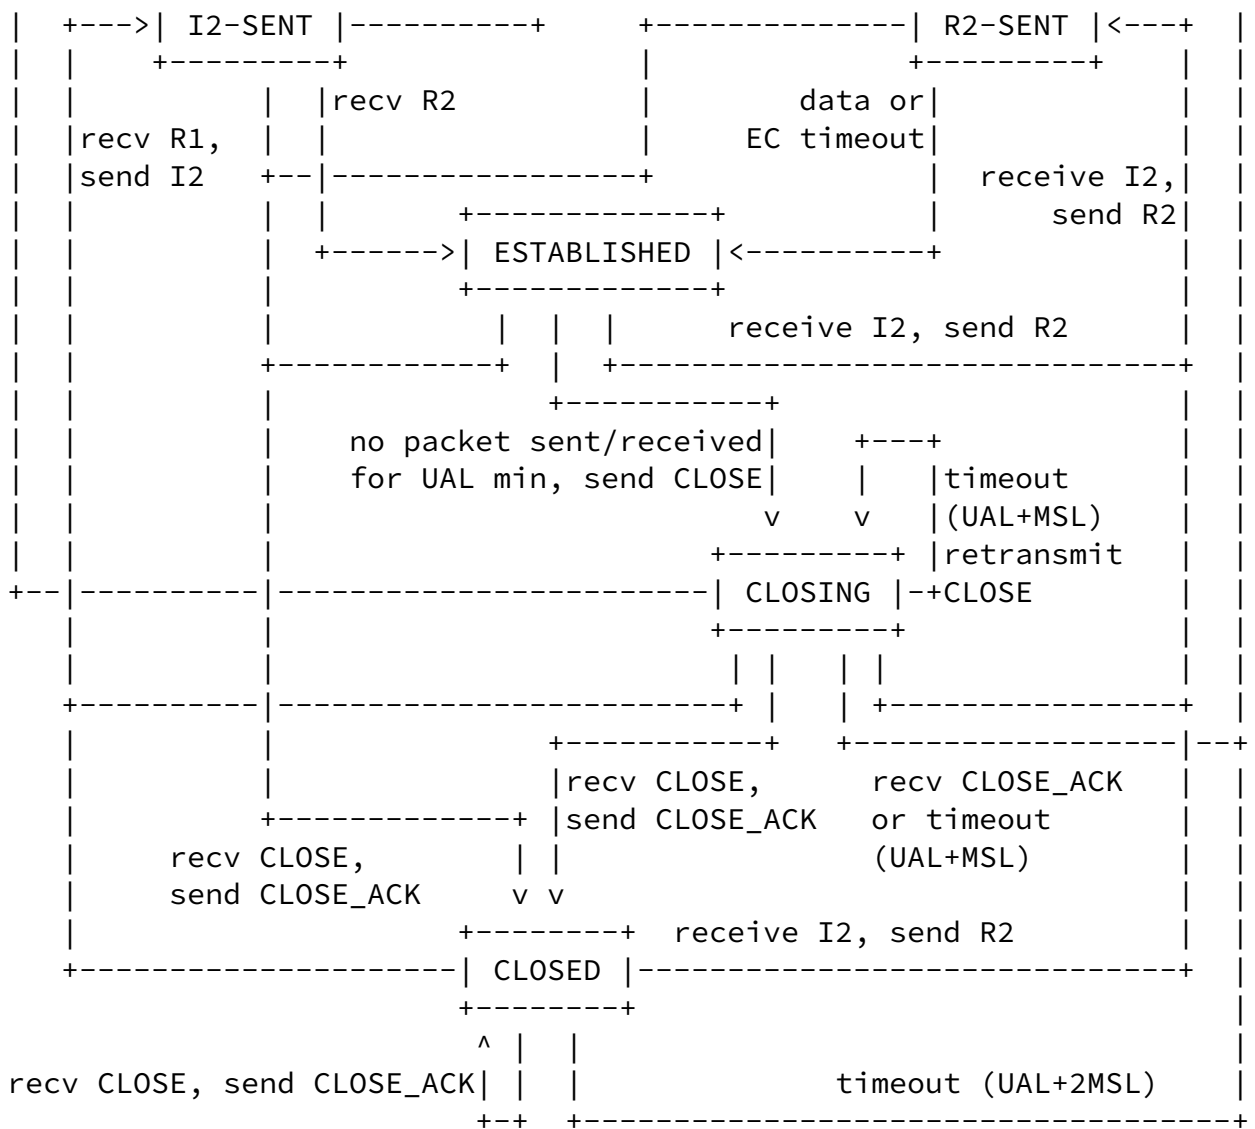 I2-SENT R2-SENT
recv R2 data or
recv R1, EC timeout
send I2 receive I2,
send R2
ESTABLISHED
receive I2, send R2
no packet sent/received
for UAL min, send CLOSE timeout
(UAL+MSL)
retransmit
CLOSING CLOSE
recv CLOSE, recv CLOSE_ACK
send CLOSE_ACK or timeout
recv CLOSE, (UAL+MSL)
send CLOSE_ACK
receive I2, send R2
CLOSED
recv CLOSE, send CLOSE_ACK timeout (UAL+2MSL)